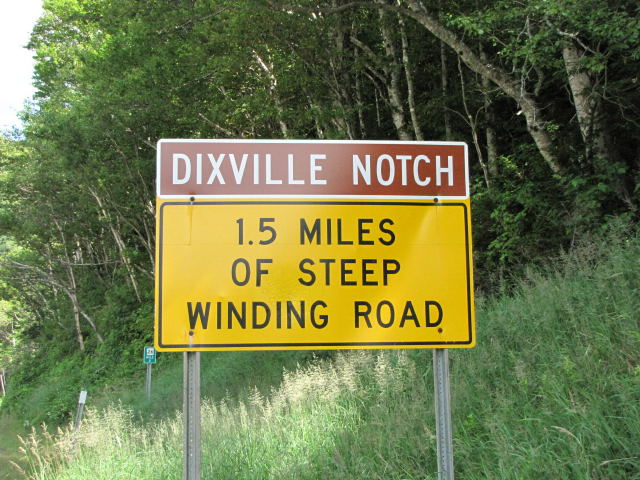 DIXVILLE NOTCH
1.5 MILES
OF STEEP
WINDING ROAD